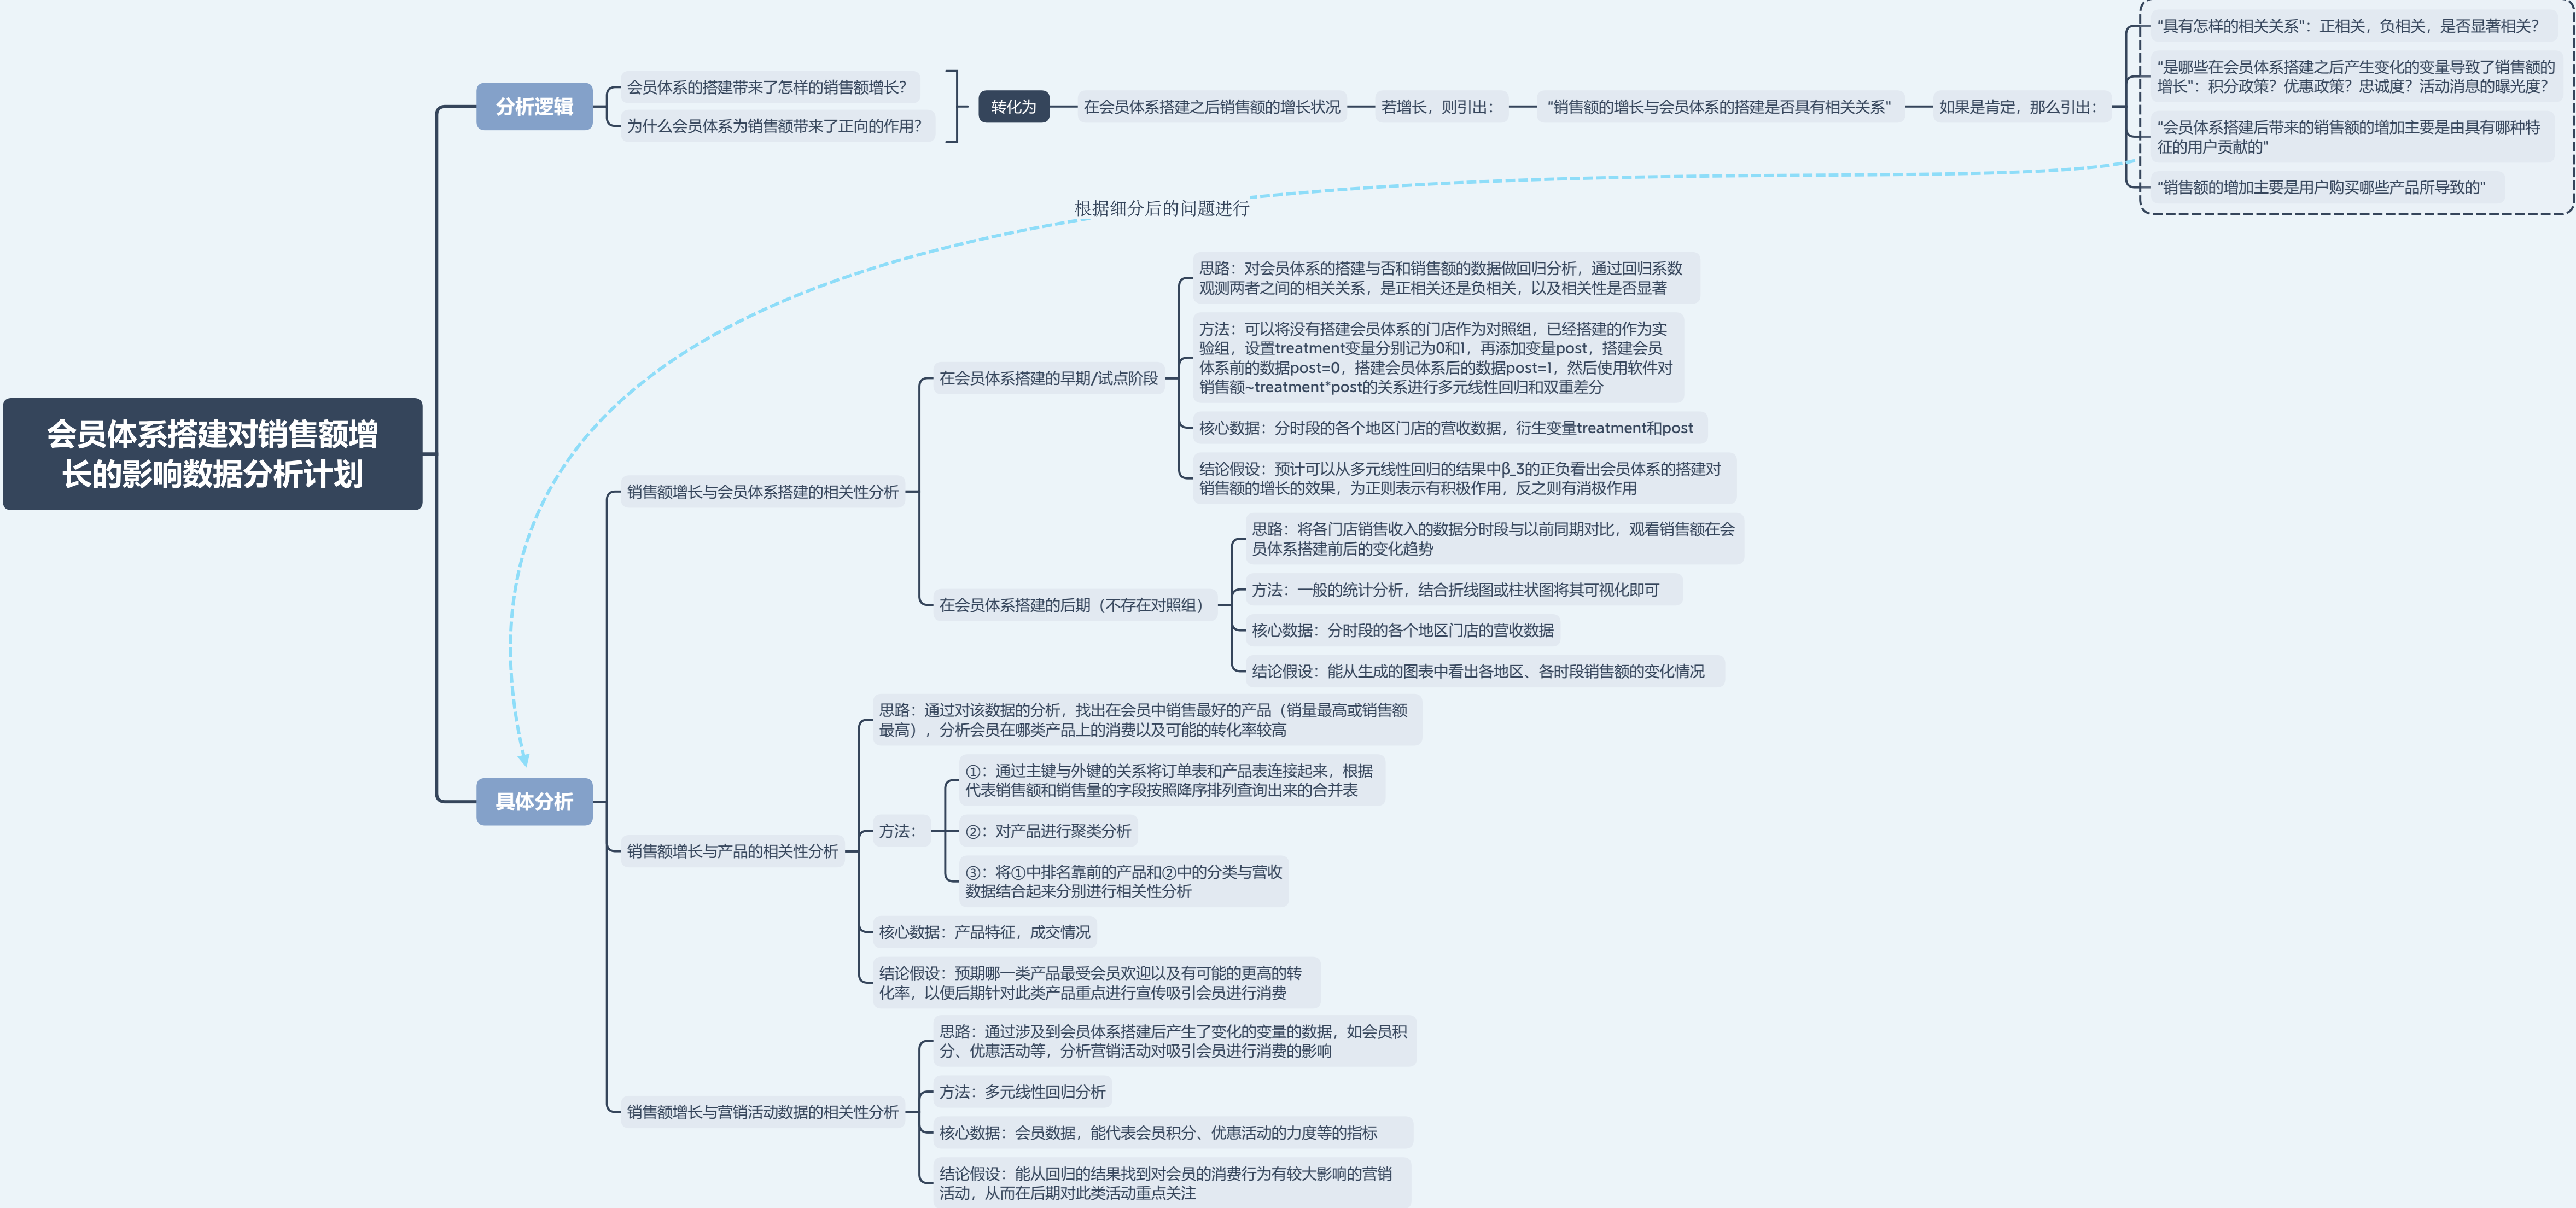 会员体系搭建对销售额增
长的影响数据分析计划
分析逻辑
会员体系的搭建带来了怎样的销售额增长？
为什么会员体系为销售额带来了正向的作用？
转化为
在会员体系搭建之后销售额的增长状况
若增长，则引出：
"销售额的增长与会员体系的搭建是否具有相关关系"
如果是肯定，那么引出：
"具有怎样的相关关系"：正相关，负相关，是否显著相关？
"是哪些在会员体系搭建之后产生变化的变量导致了销售额的
增长"：积分政策？优惠政策？忠诚度？活动消息的曝光度？
"会员体系搭建后带来的销售额的增加主要是由具有哪种特
征的用户贡献的"
"销售额的增加主要是用户购买哪些产品所导致的"
根据细分后的问题进行
具体分析
销售额增长与会员体系搭建的相关性分析
在会员体系搭建的早期/试点阶段
思路：对会员体系的搭建与否和销售额的数据做回归分析，通过回归系数
观测两者之间的相关关系，是正相关还是负相关，以及相关性是否显著
方法：可以将没有搭建会员体系的门店作为对照组，已经搭建的作为实
验组，设置treatment变量分别记为0和1，再添加变量post，搭建会员
体系前的数据post=0，搭建会员体系后的数据post=1，然后使用软件对
销售额~treatment*post的关系进行多元线性回归和双重差分
核心数据：分时段的各个地区门店的营收数据，衍生变量treatment和post
结论假设：预计可以从多元线性回归的结果中β_3的正负看出会员体系的搭建对
销售额的增长的效果，为正则表示有积极作用，反之则有消极作用
在会员体系搭建的后期（不存在对照组）
思路：将各门店销售收入的数据分时段与以前同期对比，观看销售额在会
员体系搭建前后的变化趋势
方法：一般的统计分析，结合折线图或柱状图将其可视化即可
核心数据：分时段的各个地区门店的营收数据
结论假设：能从生成的图表中看出各地区、各时段销售额的变化情况
销售额增长与产品的相关性分析
思路：通过对该数据的分析，找出在会员中销售最好的产品（销量最高或销售额
最高），分析会员在哪类产品上的消费以及可能的转化率较高
方法：
①：通过主键与外键的关系将订单表和产品表连接起来，根据
代表销售额和销售量的字段按照降序排列查询出来的合并表
②：对产品进行聚类分析
③：将①中排名靠前的产品和②中的分类与营收
数据结合起来分别进行相关性分析
核心数据：产品特征，成交情况
结论假设：预期哪一类产品最受会员欢迎以及有可能的更高的转
化率，以便后期针对此类产品重点进行宣传吸引会员进行消费
销售额增长与营销活动数据的相关性分析
思路：通过涉及到会员体系搭建后产生了变化的变量的数据，如会员积
分、优惠活动等，分析营销活动对吸引会员进行消费的影响
方法：多元线性回归分析
核心数据：会员数据，能代表会员积分、优惠活动的力度等的指标
结论假设：能从回归的结果找到对会员的消费行为有较大影响的营销
活动，从而在后期对此类活动重点关注